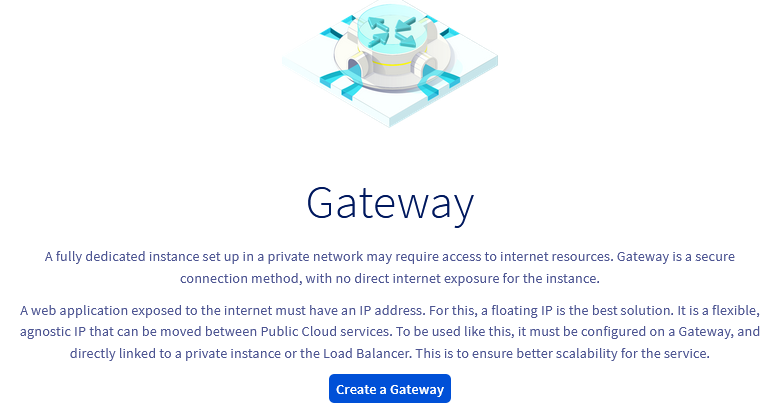 Gateway
A fully dedicated instance set up in a private network may require access to internet resources. Gateway is a secure
connection method, with no direct internet exposure for the instance.
A web application exposed to the internet must have an IP address. For this, a floating IP is the best solution. It is a flexible,
agnostic IP that can be moved between Public Cloud services. To be used like this, it must be configured on a Gateway, and
directly linked to a private instance or the Load Balancer. This is to ensure better scalability for the service.
Create a Gateway